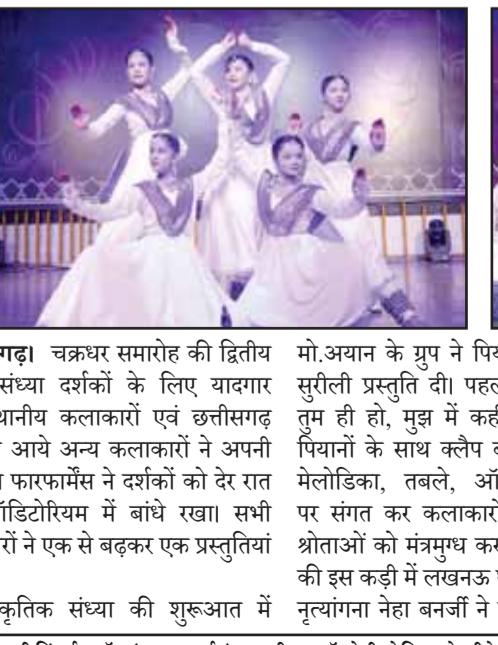 गढ़। चक्रधर समारोह की द्वितीय
संध्या दर्शकों के लिए यादगार
थानीय कलाकारों एवं छत्तीसगढ़
आये अन्य कलाकारों ने अपनी
फारफार्मेंस ने दर्शकों को देर रात
ऑडिटोरियम में बांधे रखा। सभी
रों ने एक से बढ़कर एक प्रस्तुतियां
कृतिक संध्या की शुरूआत में
मो.अयान के ग्रुप ने पिय
सुरीली प्रस्तुति दी। पहल
तुम ही हो, मुझ में कही
पियानों के साथ क्लैप ब
मेलोडिका, तबले, ऑ
पर संगत कर कलाकारो
श्रोताओं को मंत्रमुग्ध कर
की इस कड़ी में लखनऊ
नृत्यांगना नेहा बनर्जी ने